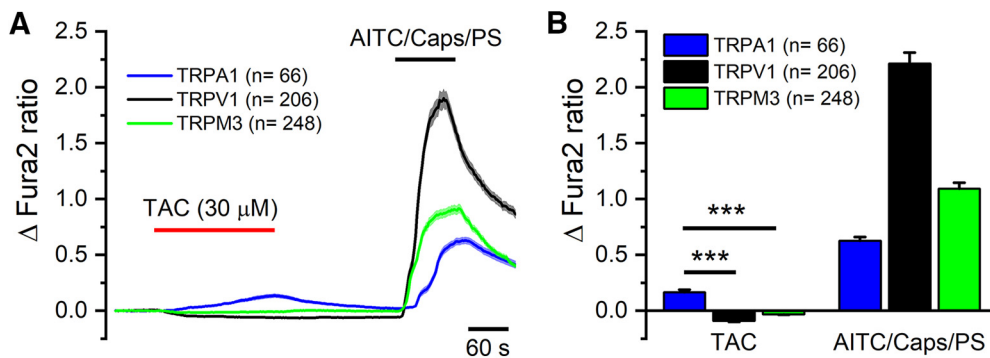 A
AITC/Caps/PS
TRPA1 (n= 66)
TRPV1 (n= 206)
TRPM3 (n= 248)
TAC (30 μM)
Δ Fura2 ratio
2.5
2.0
1.5
1.0
0.5
0.0
60 s
B
TRPA1 (n= 66)
TRPV1 (n = 206)
TRPM3 (n= 248)
Δ Fura2 ratio
2.5
2.0
1.5
1.0
0.5
0.0
***
***
TAC
AITC/Caps/PS